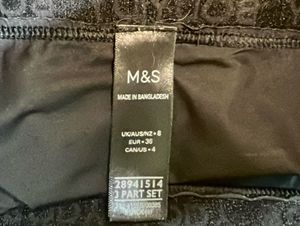 M&S
MADE IN BANGLADESH
UK/AUS/NZ • 8
EUR • 36
CAN/US • 4
28941514
3 PART SET